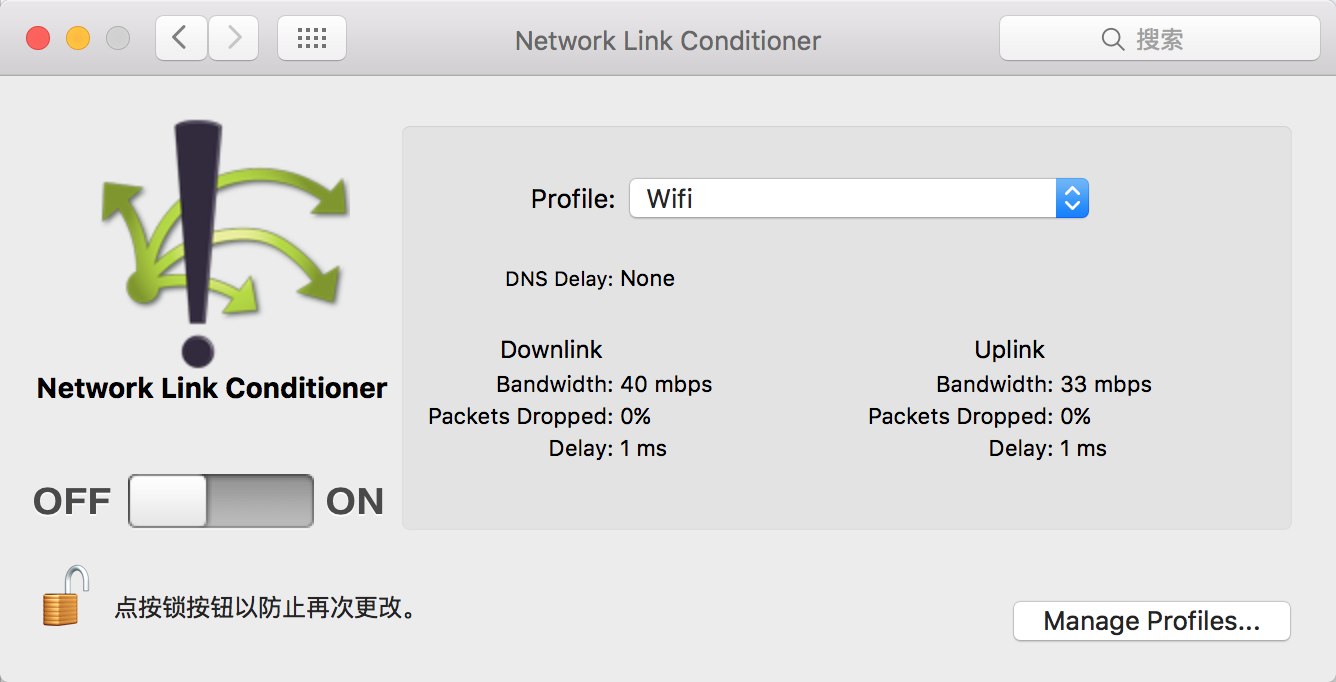 Network Link Conditioner
搜索
Profile: Wifi
DNS Delay: None
Downlink
Bandwidth: 40 mbps
Packets Dropped: 0%
Delay: 1 ms
Uplink
Bandwidth: 33 mbps
Packets Dropped: 0%
Delay: 1 ms
Network Link Conditioner
OFF ON
点按锁按钮以防止再次更改。
Manage Profiles...